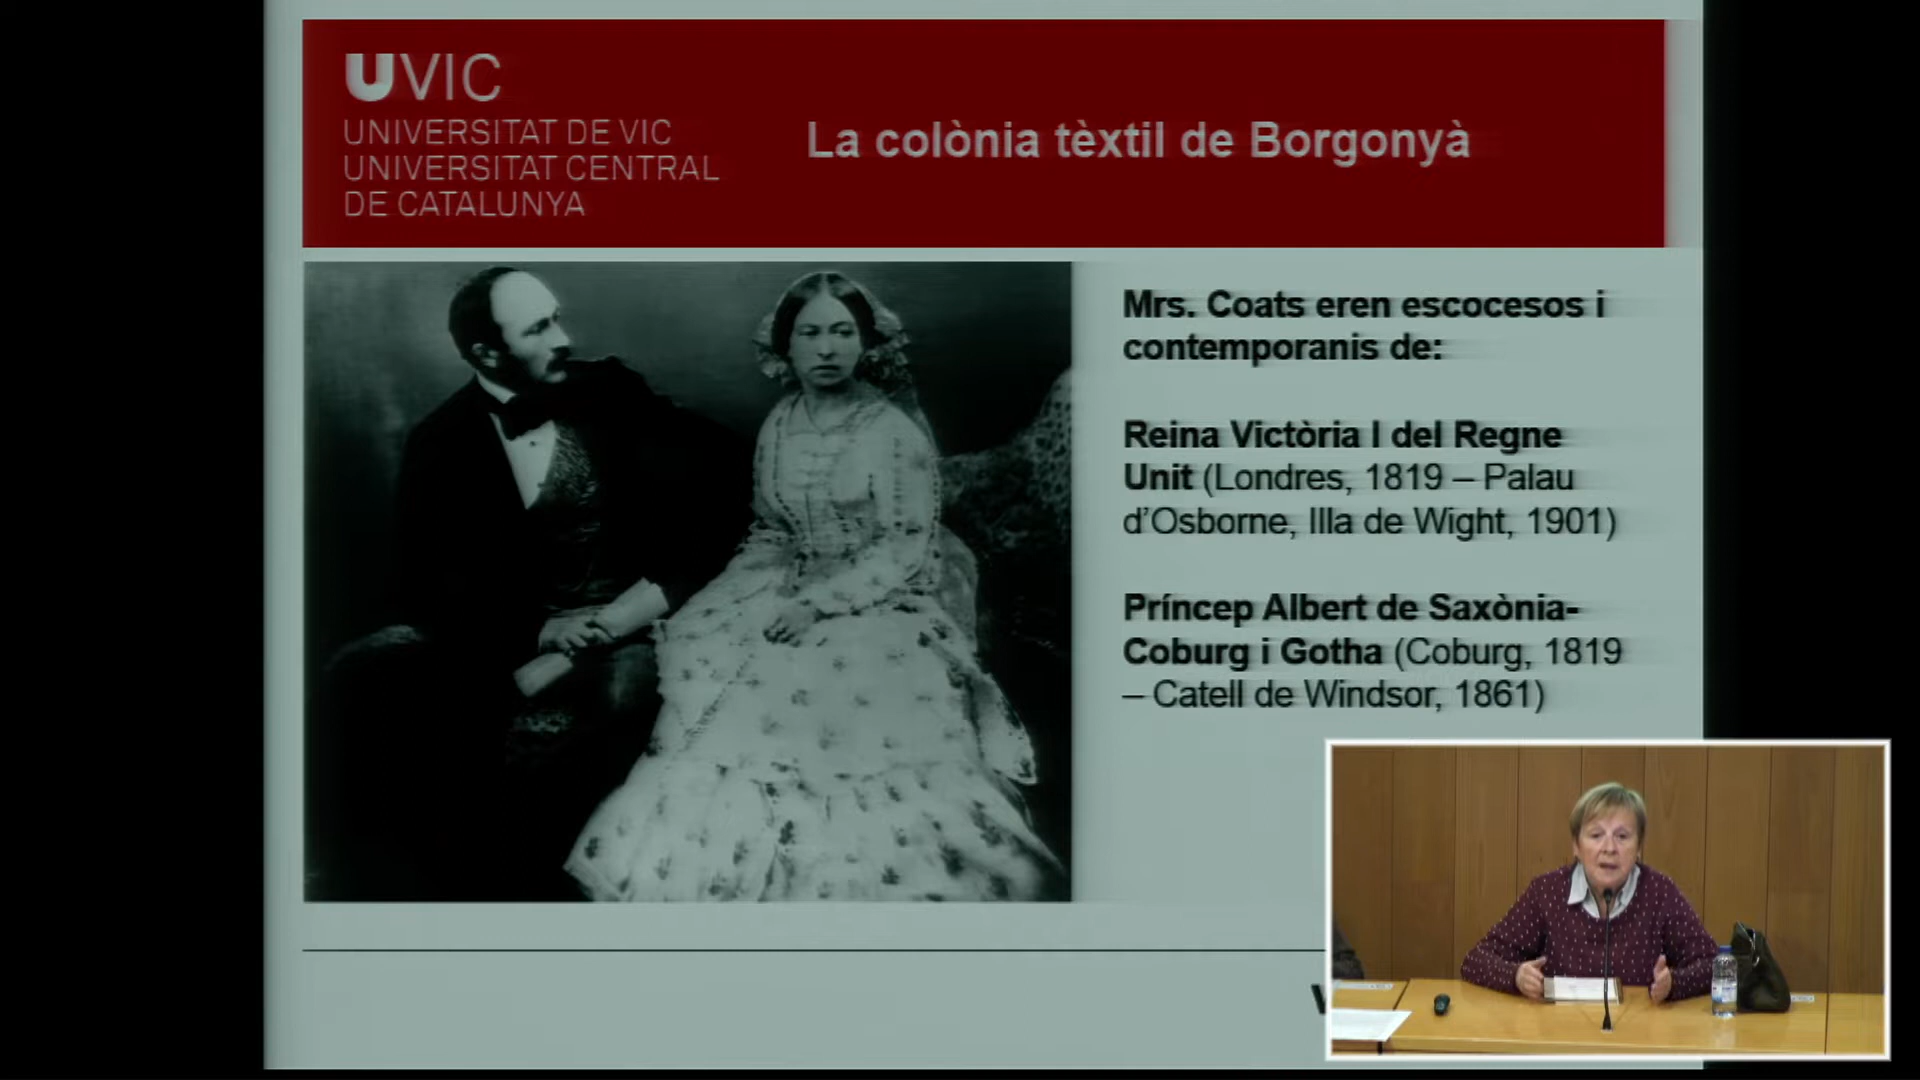 UVIC
UNIVERSITAT DE VIC
UNIVERSITAT CENTRAL
DE CATALUNYA
La colònia tèxtil de Borgonyà
Mrs. Coats eren escocesos i
contemporanis de:
Reina Victòria I del Regne
Unit (Londres, 1819 – Palau
d’Osborne, Illa de Wight, 1901)
Príncep Albert de Saxònia-
Coburg i Gotha (Coburg, 1819
– Catell de Windsor, 1861)